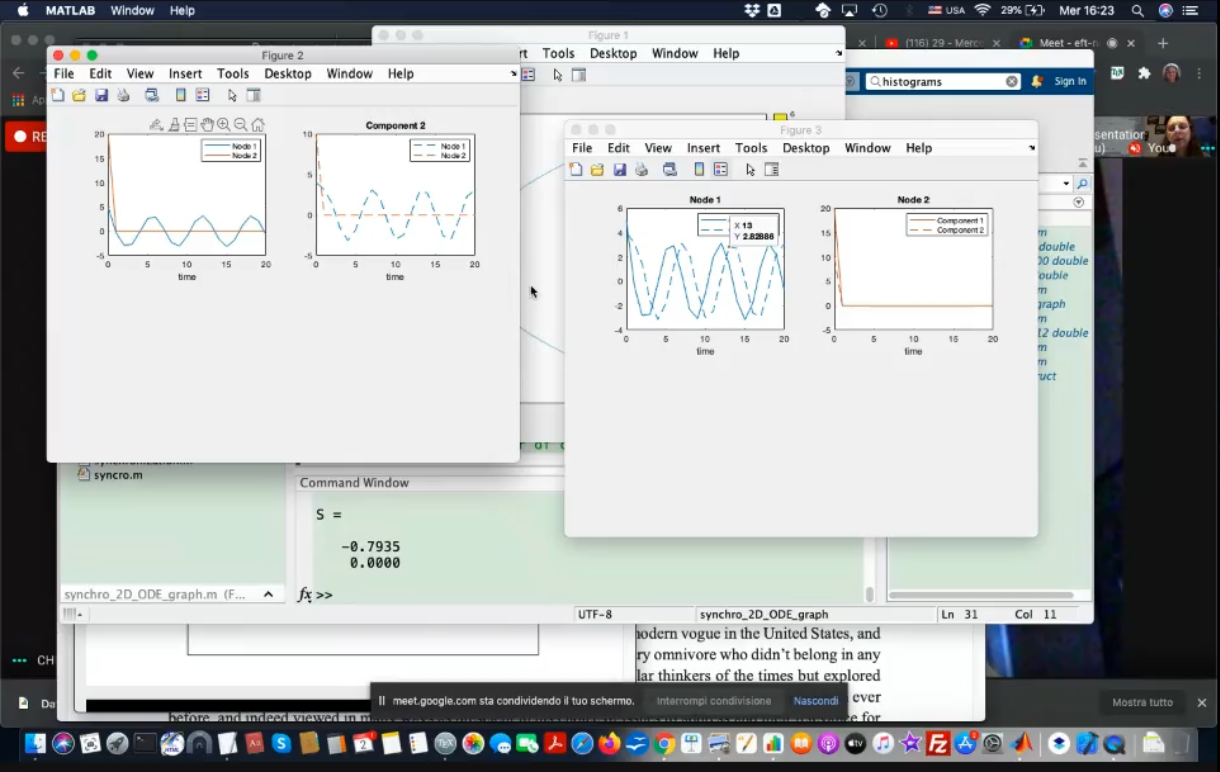 MATLAB Window Help
USA 29% Mer 16:23
Figure 1
Tools Desktop Window Help
Figure 2
File Edit View Insert Tools Desktop Window Help
(116) 29 - Merc
Meet - eft-n
histograms
Sign In
sentation
You
RE
Node 1
Node 2
20
15
10
5
0
-5
0 5 10 15 20
time
Component 2
Node 1
Node 2
10
5
0
-5
0 5 10 15 20
time
6
Figure 3
File Edit View Insert Tools Desktop Window Help
Node 1
X 13
Y 2.82886
6
4
2
0
-2
-4
0 5 10 15 20
time
Node 2
Component 1
Component 2
20
15
10
5
0
-5
0 5 10 15 20
time
m
double
00 double
ouble
m
graph
m
12 double
m
m
ruct
syncro.m
Command Window
S =
-0.7935
0.0000
fx >>
synchro_2D_ODE_graph.m (F...
UTF-8 synchro_2D_ODE_graph Ln 31 Col 11
modern vogue in the United States, and
ry omnivore who didn't belong in any
lar thinkers of the times but explored
ever
before, and indeed viewed in
for
CH
Da
meet.google.com sta condividendo il tuo schermo. Interrompi condivisione Nascondi
Mostra tutto